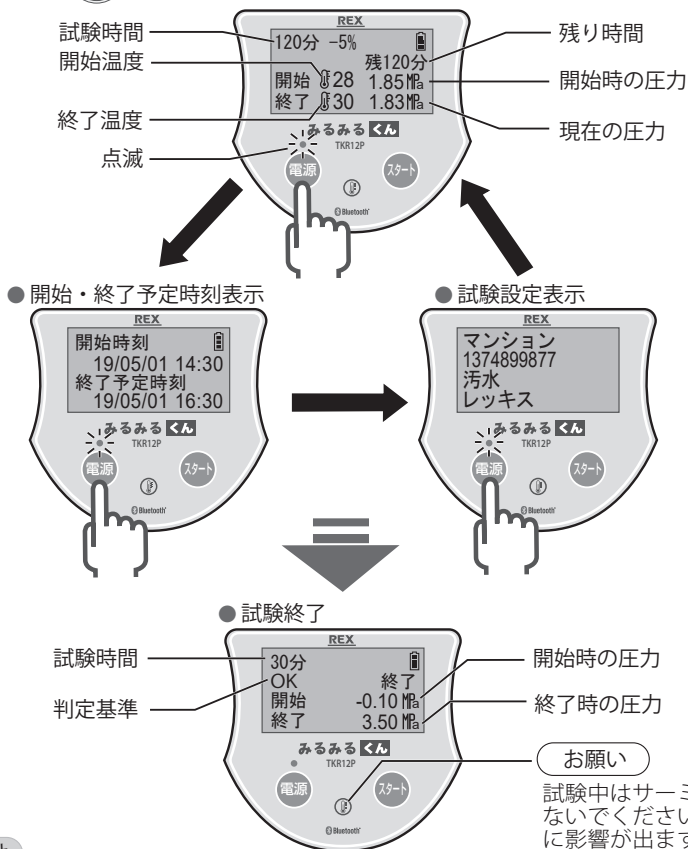 試験時間
開始温度
終了温度
点滅
REX
120分 -5%
残120分
開始 28 1.85㎫
終了 30 1.83㎫
みるみるくん
TKR12P
電源
スタート
Bluetooth
残り時間
開始時の圧力
現在の圧力
●開始・終了予定時刻表示
REX
開始時刻
19/05/01 14:30
終了予定時刻
19/05/01 16:30
みるみるくん
TKR12P
電源
スタート
Bluetooth
●試験設定表示
REX
マンション
1374899877
汚水
レッキス
みるみるくん
TKR12P
電源
スタート
Bluetooth
●試験終了
試験時間
判定基準
REX
30分
OK 終了
開始 -0.10㎫
終了 3.50㎫
みるみるくん
TKR12P
電源
スタート
Bluetooth
開始時の圧力
終了時の圧力
お願い
試験中はサーミ
ないでください
に影響が出ます